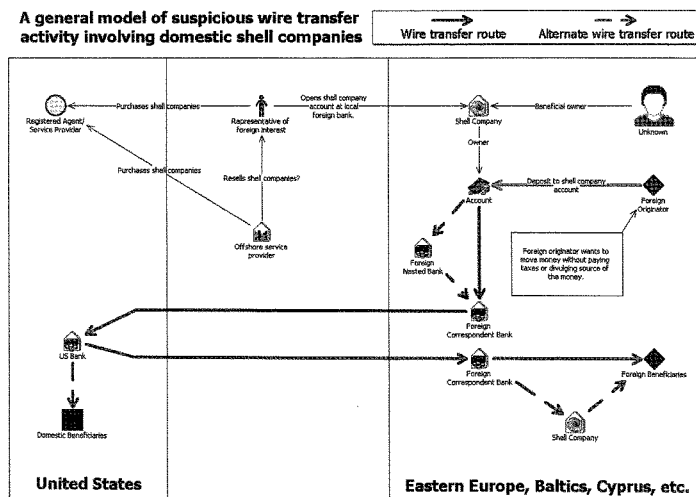 A general model of suspicious wire transfer
activity involving domestic shell companies
Wire transfer route
Alternate wire transfer route
Purchases shell companies
Opens shell company
account at local
foreign bank.
Beneficial owner
Registered Agent/
Service Provider
Representative of
foreign interest
Shell Company
Unknown
Owner
Purchases shell companies
Resells shell companies?
Deposit to shell company
account
Account
Foreign
Originator
Offshore service
provider
Foreign
Nested Bank
Foreign originator wants to
move money without paying
taxes or divulging source of
the money.
Foreign
Correspondent Bank
US Bank
Foreign
Correspondent Bank
Foreign Beneficiaries
Domestic Beneficiaries
Shell Company
United States
Eastern Europe, Baltics, Cyprus, etc.